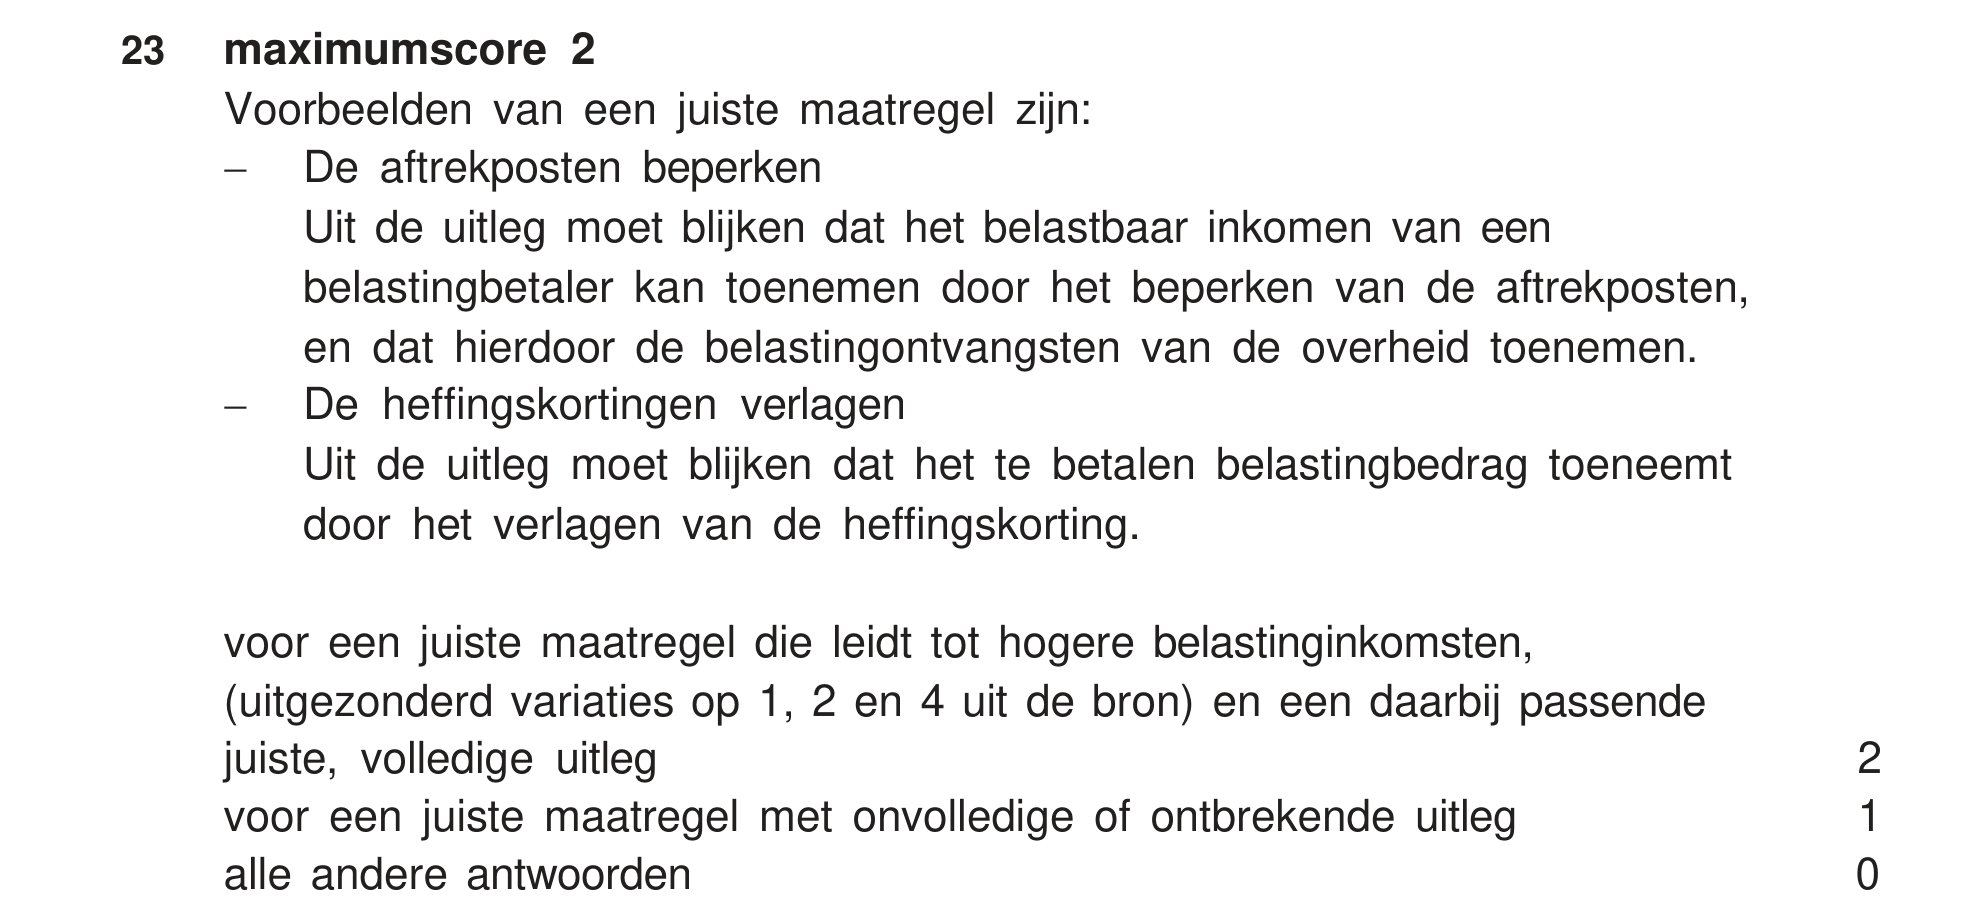 23 maximumscore 2
Voorbeelden van een juiste maatregel zijn:
– De aftrekposten beperken
Uit de uitleg moet blijken dat het belastbaar inkomen van een
belastingbetaler kan toenemen door het beperken van de aftrekposten,
en dat hierdoor de belastingontvangsten van de overheid toenemen.
– De heffingskortingen verlagen
Uit de uitleg moet blijken dat het te betalen belastingbedrag toeneemt
door het verlagen van de heffingskorting.
voor een juiste maatregel die leidt tot hogere belastinginkomsten,
(uitgezonderd variaties op 1, 2 en 4 uit de bron) en een daarbij passende
juiste, volledige uitleg 2
voor een juiste maatregel met onvolledige of ontbrekende uitleg 1
alle andere antwoorden 0